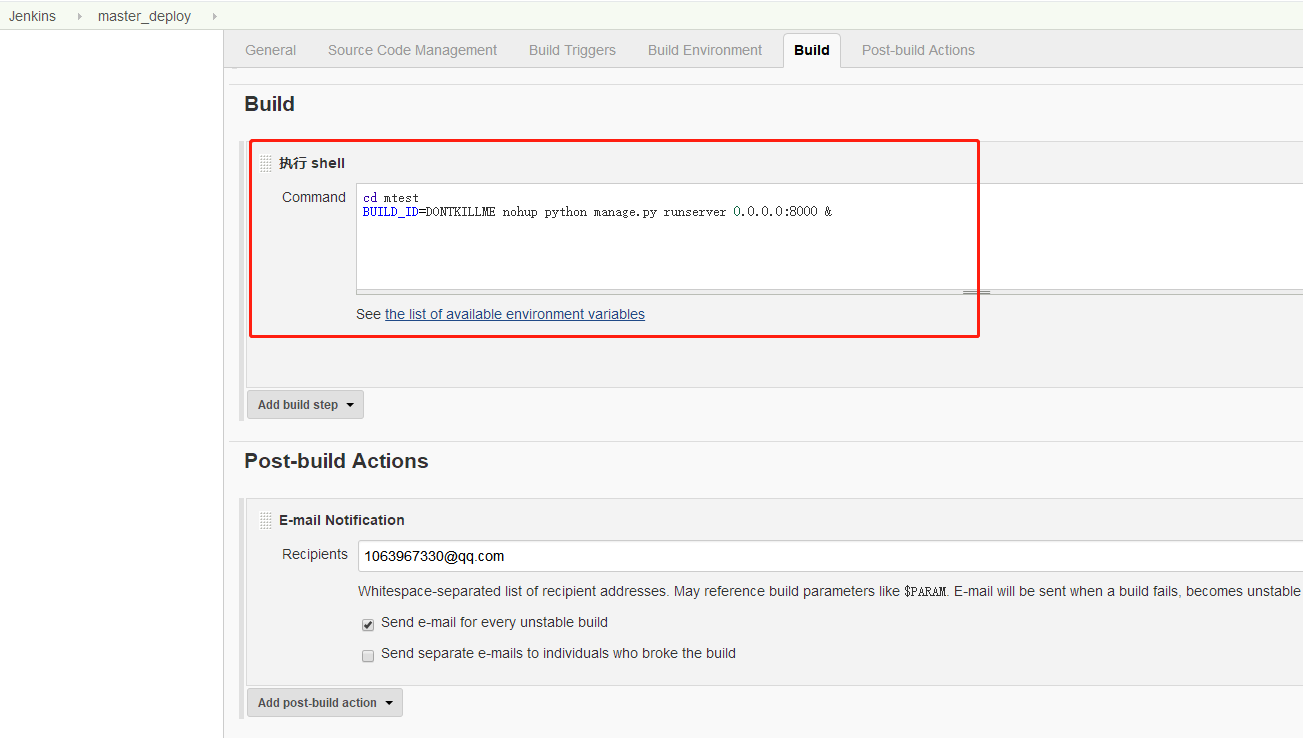 Jenkins master_deploy
General Source Code Management Build Triggers Build Environment Build Post-build Actions
Build
执行 shell
Command
cd mtest
BUILD_ID=DONTKILLME nohup python manage.py runserver 0.0.0.0:8000 &
See the list of available environment variables
Add build step
Post-build Actions
E-mail Notification
Recipients 1063967330@qq.com
Whitespace-separated list of recipient addresses. May reference build parameters like $PARAM. E-mail will be sent when a build fails, becomes unstable
Send e-mail for every unstable build
Send separate e-mails to individuals who broke the build
Add post-build action